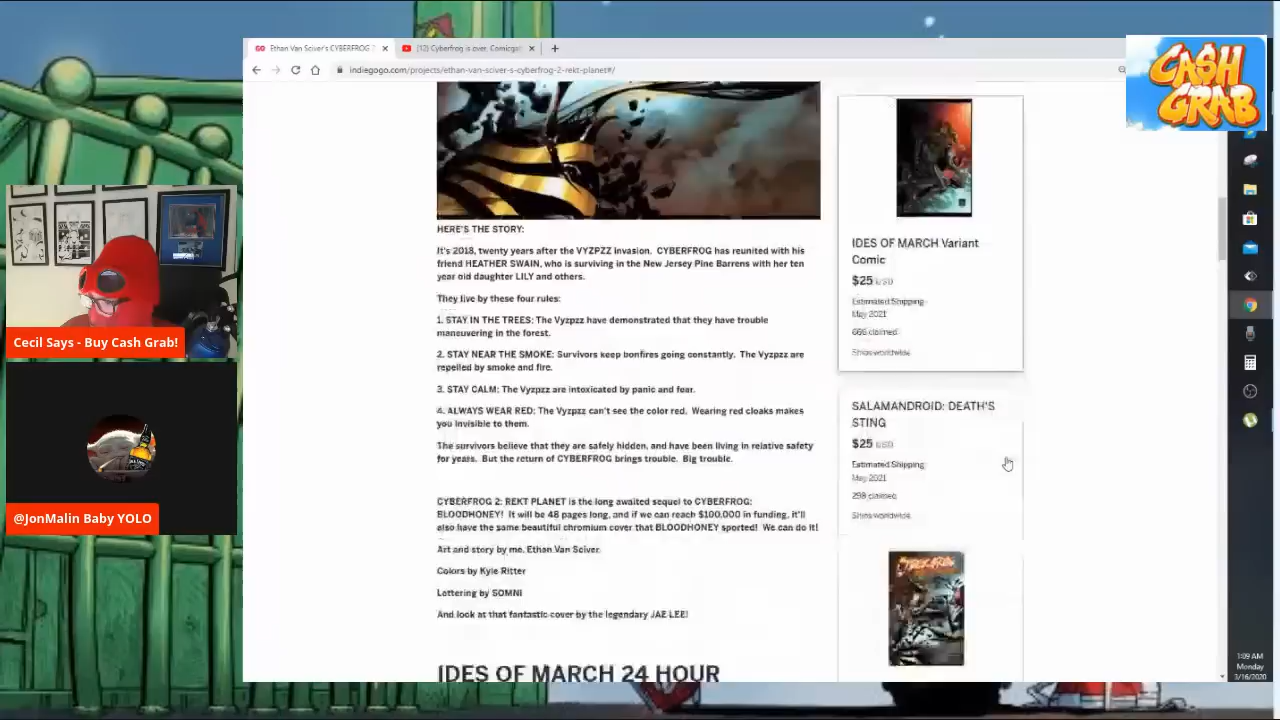 Ethan Van Sciver's CYBERFROG
(12) Cyberfrog is over. Comicga
indiegogo.com/projects/ethan-van-sciver-s-cyberfrog-2-rekt-planet#/
CASH
GRAB
HERE'S THE STORY:
It's 2018, twenty years after the VYZPZZ invasion. CYBERFROG has reunited with his
friend HEATHER SWAIN, who is surviving in the New Jersey Pine Barrens with her ten
year old daughter LILY and others.
They live by these four rules:
1. STAY IN THE TREES: The Vyzpzz have demonstrated that they have trouble
maneuvering in the forest.
2. STAY NEAR THE SMOKE: Survivors keep bonfires going constantly. The Vyzpzz are
repelled by smoke and fire.
3. STAY CALM: The Vyzpzz are intoxicated by panic and fear.
4. ALWAYS WEAR RED: The Vyzpzz can't see the color red. Wearing red cloaks makes
you invisible to them.
The survivors believe that they are safely hidden, and have been living in relative safety
for years. But the return of CYBERFROG brings trouble. Big trouble.
CYBERFROG 2: REKT PLANET is the long awaited sequel to CYBERFROG:
BLOODHONEY! It will be 48 pages long, and if we can reach $100,000 in funding, it'll
also have the same beautiful chromium cover that BLOODHONEY sported! We can do it!
Art and story by me, Ethan Van Sciver.
Colors by Kyle Ritter
Lettering by SOMNI
And look at that fantastic cover by the legendary JAE LEE!
IDES OF MARCH 24 HOUR
IDES OF MARCH Variant
Comic
$25 USD
Estimated Shipping
May 2021
666 claimed
Ships worldwide
SALAMANDROID: DEATH'S
STING
$25 USD
Estimated Shipping
May 2021
298 claimed
Ships worldwide
Cecil Says - Buy Cash Grab!
@JonMalin Baby YOLO
1:09 AM
Monday
3/16/2020